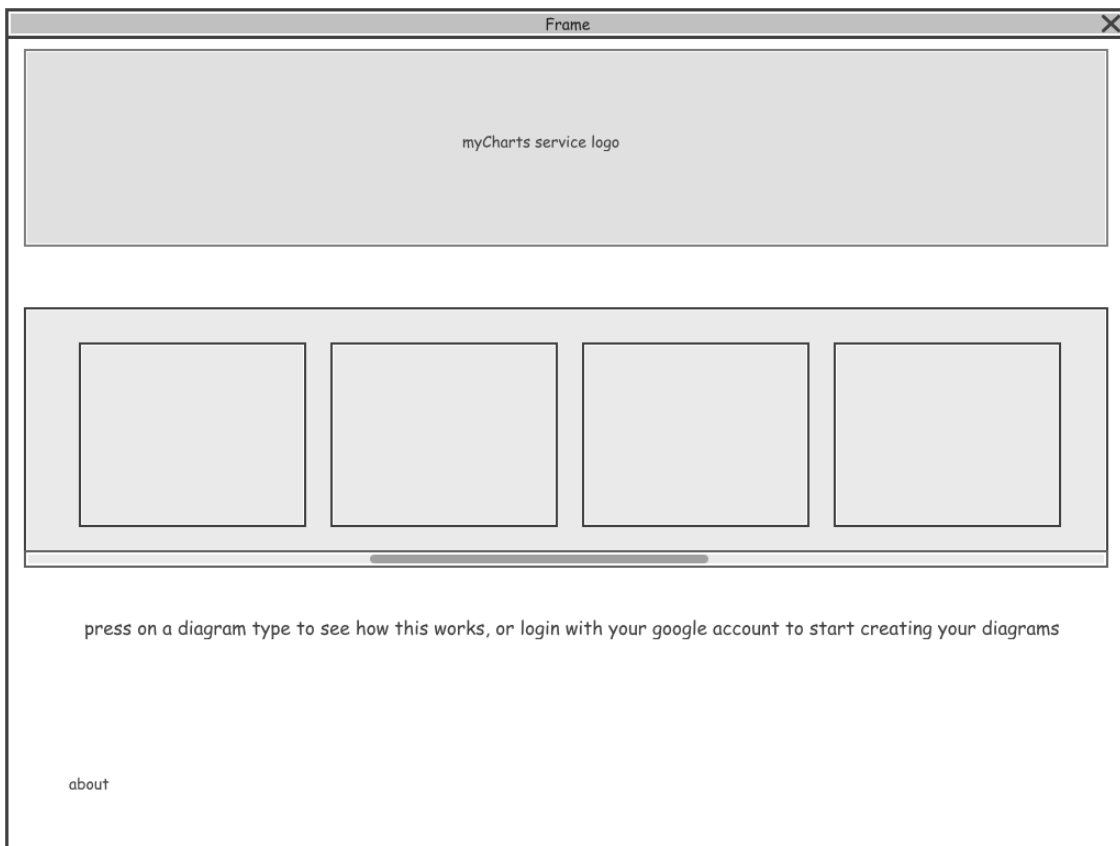 Frame
myCharts service logo
press on a diagram type to see how this works, or login with your google account to start creating your diagrams
about